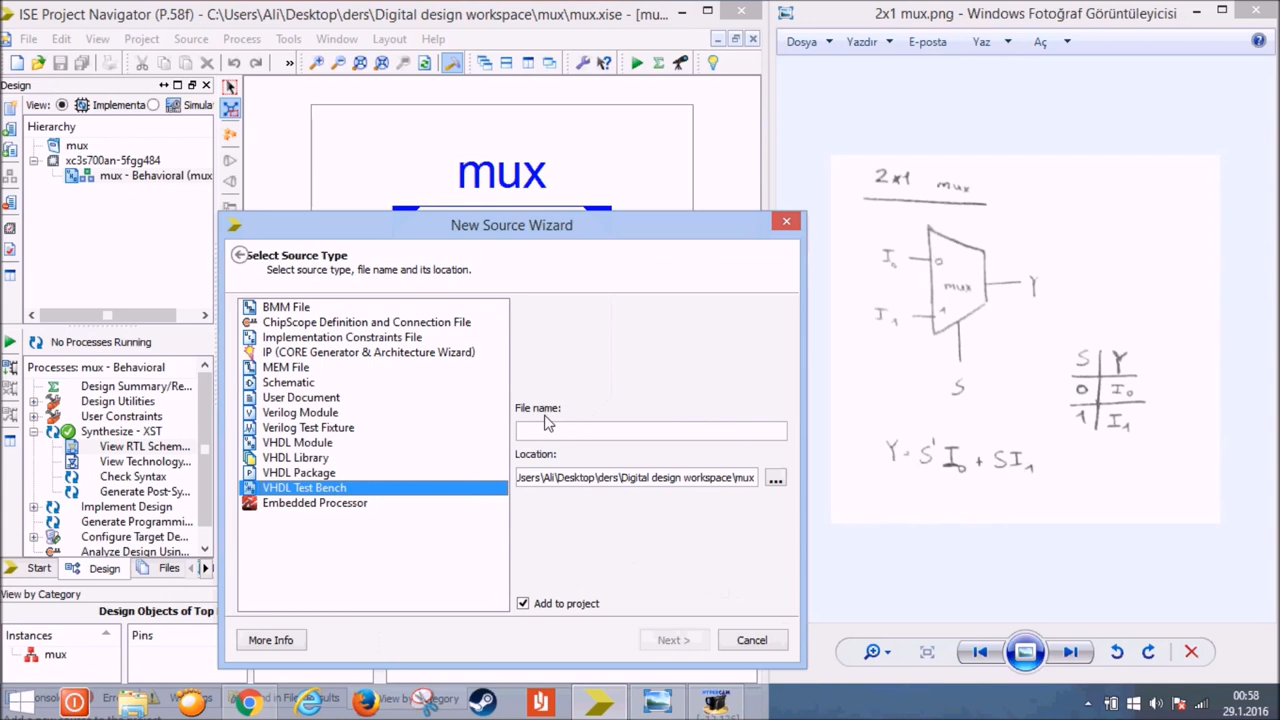 ISE Project Navigator (P.58f) - C:\Users\Ali\Desktop\ders\Digital design workspace\mux\mux.xise - [mu...
File Edit View Project Source Process Tools Window Layout Help
Design
View: Implementa Simula
Hierarchy
mux
xc3s700an-5fgg484
mux - Behavioral (mux
No Processes Running
Processes: mux - Behavioral
Design Summary/Re...
Design Utilities
User Constraints
Synthesize - XST
View RTL Schem...
View Technology...
Check Syntax
Generate Post-Sy...
Implement Design
Generate Programmi...
Configure Target De...
Analyze Design Usin...
Start Design Files
View by Category
Design Objects of Top
Instances Pins
mux
mux
New Source Wizard
Select Source Type
Select source type, file name and its location.
BMM File
ChipScope Definition and Connection File
Implementation Constraints File
IP (CORE Generator & Architecture Wizard)
MEM File
Schematic
User Document
Verilog Module
Verilog Test Fixture
VHDL Module
VHDL Library
VHDL Package
VHDL Test Bench
Embedded Processor
File name:
Location:
Jsers\Ali\Desktop\ders\Digital design workspace\mux
...
Add to project
More Info Next > Cancel
2x1 mux.png - Windows Fotoğraf Görüntüleyicisi
Dosya Yazdır E-posta Yaz Aç
2x1 mux
I0 0
mux Y
I1 1
S
S Y
0 I0
1 I1
Y = S' I0 + S I1
View by Category
00:58
29.1.2016